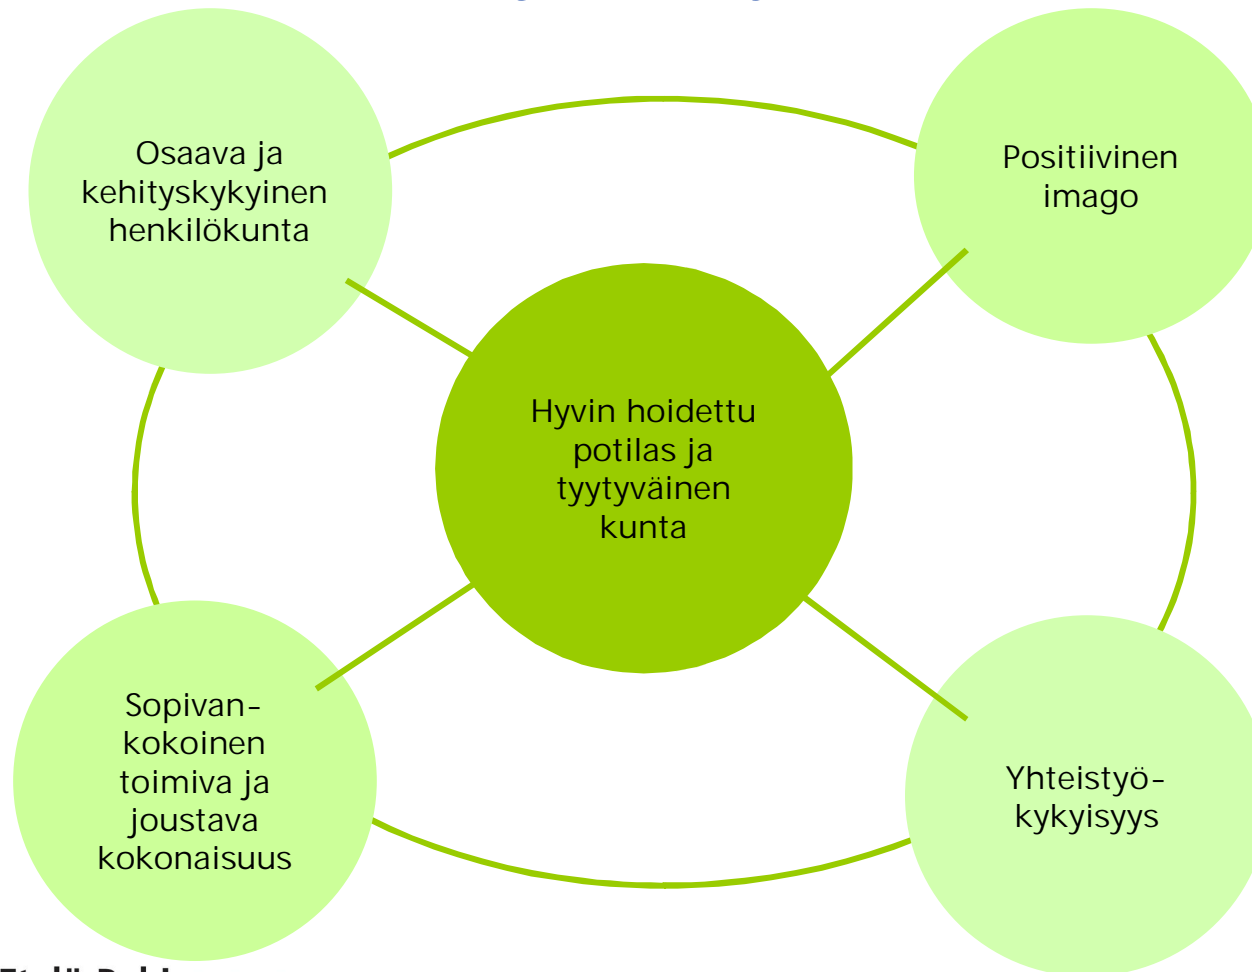 Osaava ja
kehityskykyinen
henkilökunta
Positiivinen
imago
Hyvin hoidettu
potilas ja
tyytyväinen
kunta
Sopivan-
kokoinen
toimiva ja
joustava
kokonaisuus
Yhteistyö-
kykyisyys